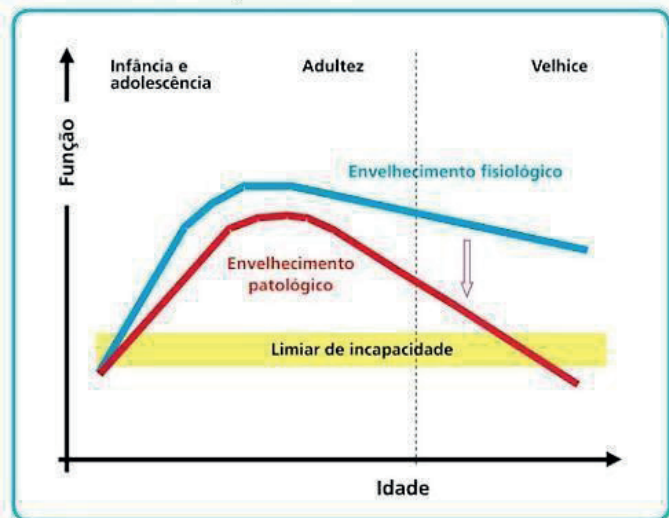 Infância e
adolescência
Adultez
Velhice
Função
Envelhecimento fisiológico
Envelhecimento
patológico
Limiar de incapacidade
Idade